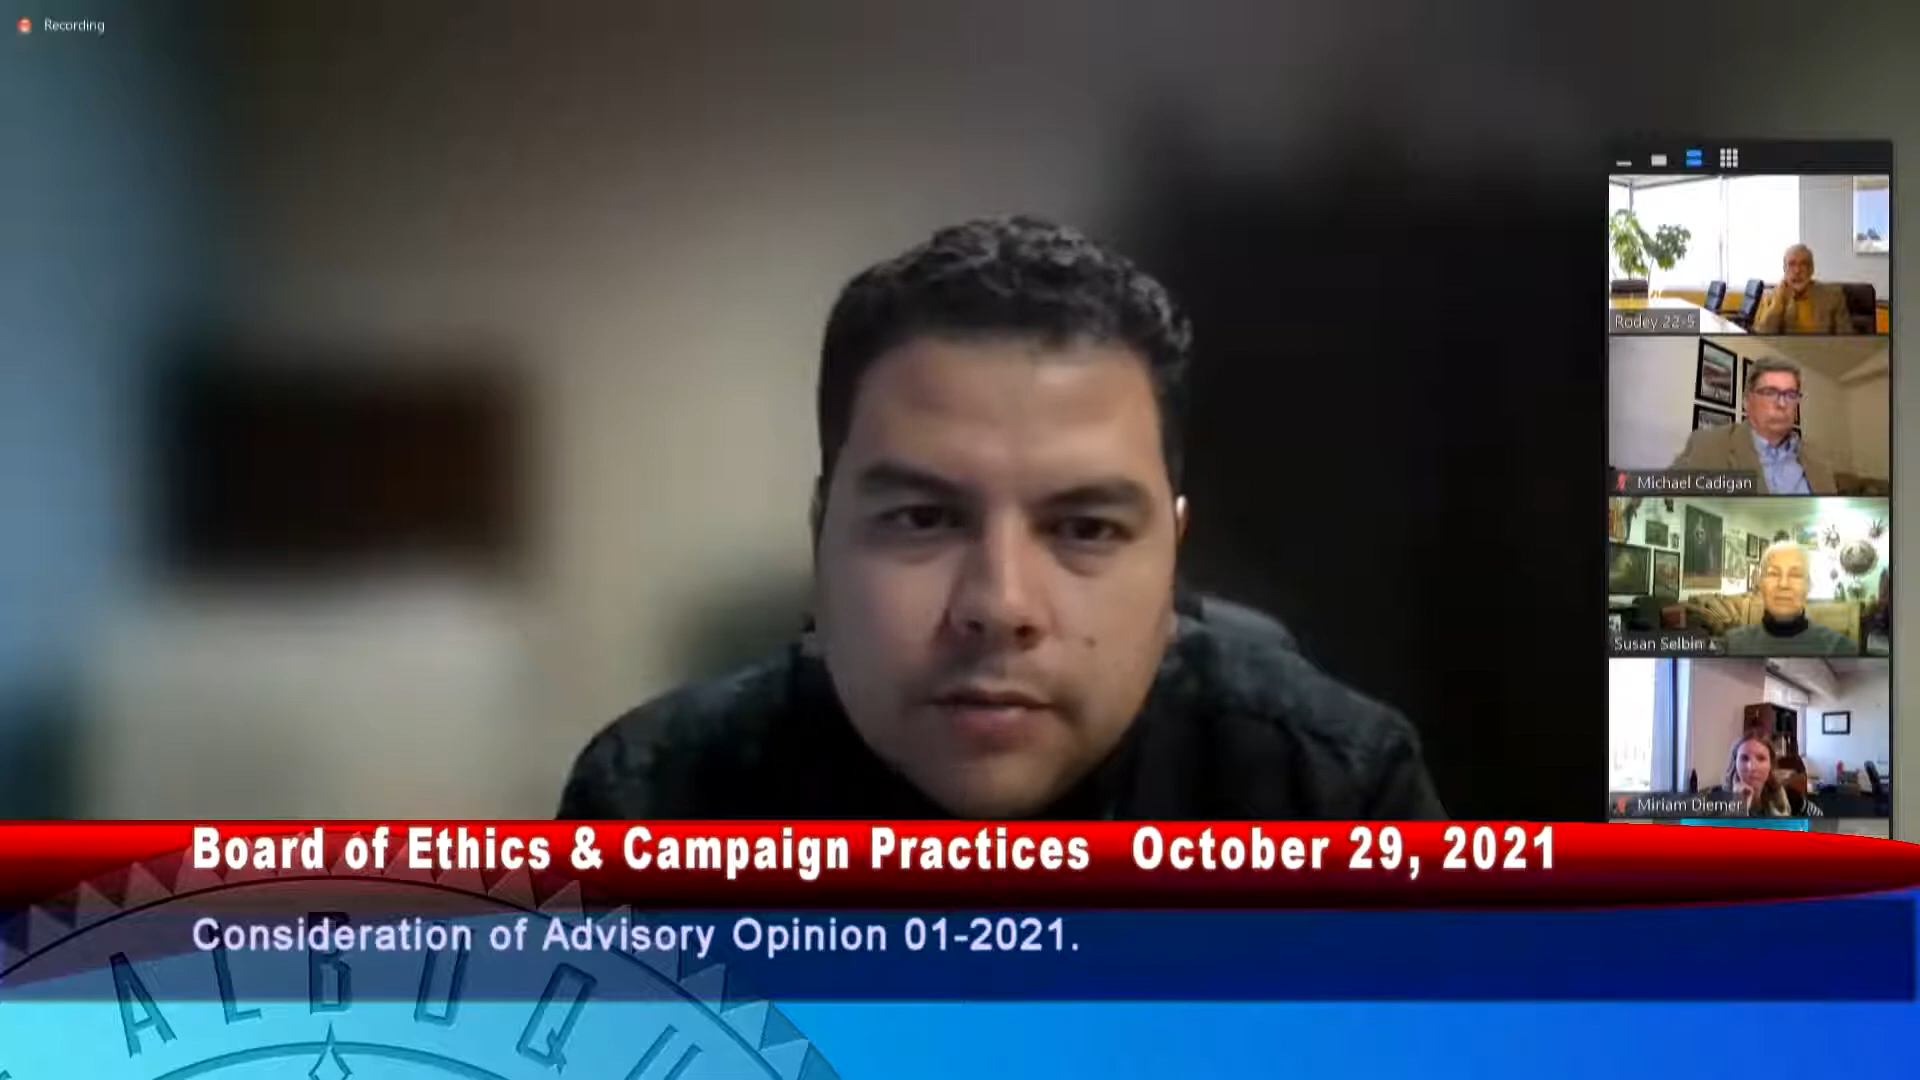 Recording
Rodey 22-5
Michael Cadigan
Susan Selbin
Miriam Diemer
Board of Ethics & Campaign Practices October 29, 2021
Consideration of Advisory Opinion 01-2021.
ALBUQU